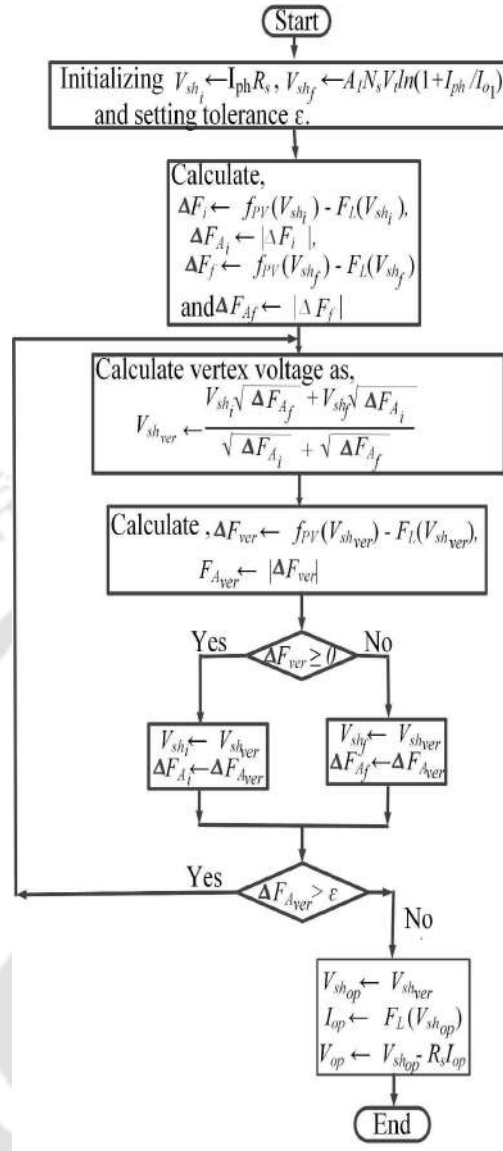 Start
Initializing V_sh_i ← I_ph R_s , V_sh_f ← A_1 N_s V_t ln(1+I_ph / I_o1)
and setting tolerance ε.
Calculate,
ΔF_i ← f_PV(V_sh_i) - F_L(V_sh_i),
ΔF_A_i ← |ΔF_i |,
ΔF_f ← f_PV(V_sh_f) - F_L(V_sh_f)
and ΔF_Af ← |ΔF_f|
Calculate vertex voltage as,
V_sh_ver ← (V_sh_i √ΔF_A_f + V_sh_f √ΔF_A_i) / (√ΔF_A_i + √ΔF_A_f)
Calculate , ΔF_ver ← f_PV(V_sh_ver) - F_L(V_sh_ver),
F_A_ver ← |ΔF_ver|
Yes
ΔF_ver ≥ 0
No
V_sh_i ← V_sh_ver
ΔF_A_i ← ΔF_A_ver
V_sh_f ← V_sh_ver
ΔF_A_f ← ΔF_A_ver
Yes
ΔF_A_ver > ε
No
V_sh_op ← V_sh_ver
I_op ← F_L(V_sh_op)
V_op ← V_sh_op - R_s I_op
End